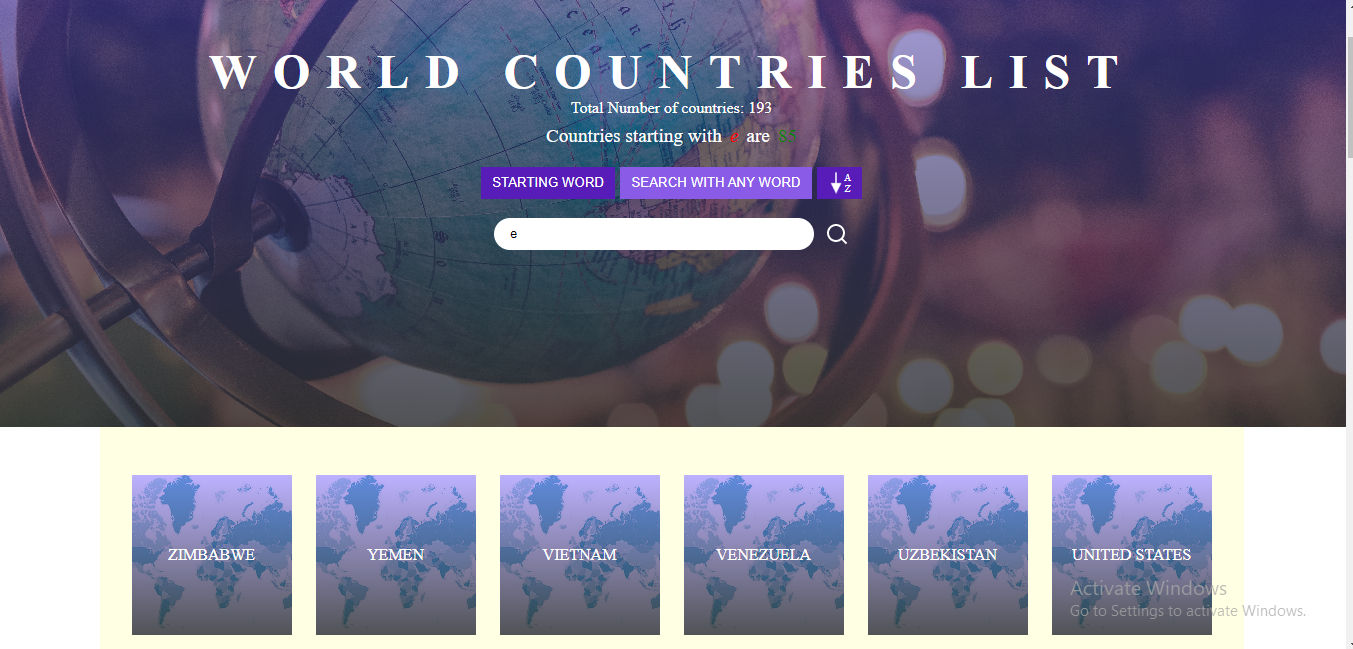 WORLD COUNTRIES LIST
Total Number of countries: 193
Countries starting with e are
STARTING WORD SEARCH WITH ANY WORD A Z
e
ZIMBABWE YEMEN VIETNAM VENEZUELA UZBEKISTAN UNITED STATES
Activate Windows
Go to Settings to activate Windows.